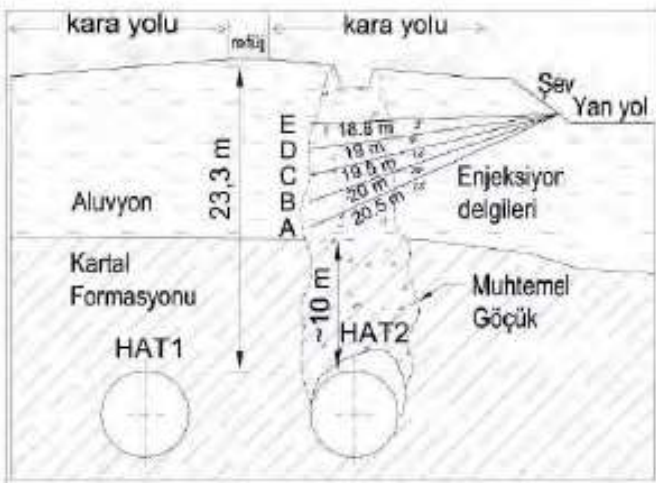 kara yolu
refüj
kara yolu
Şev
Yan yol
E
18.8 m
D
19 m
C
19.5 m
B
20 m
A
20.5 m
23,3 m
Aluvyon
Enjeksiyon
delgileri
Kartal
Formasyonu
~10 m
Muhtemel
Göçük
HAT1
HAT2